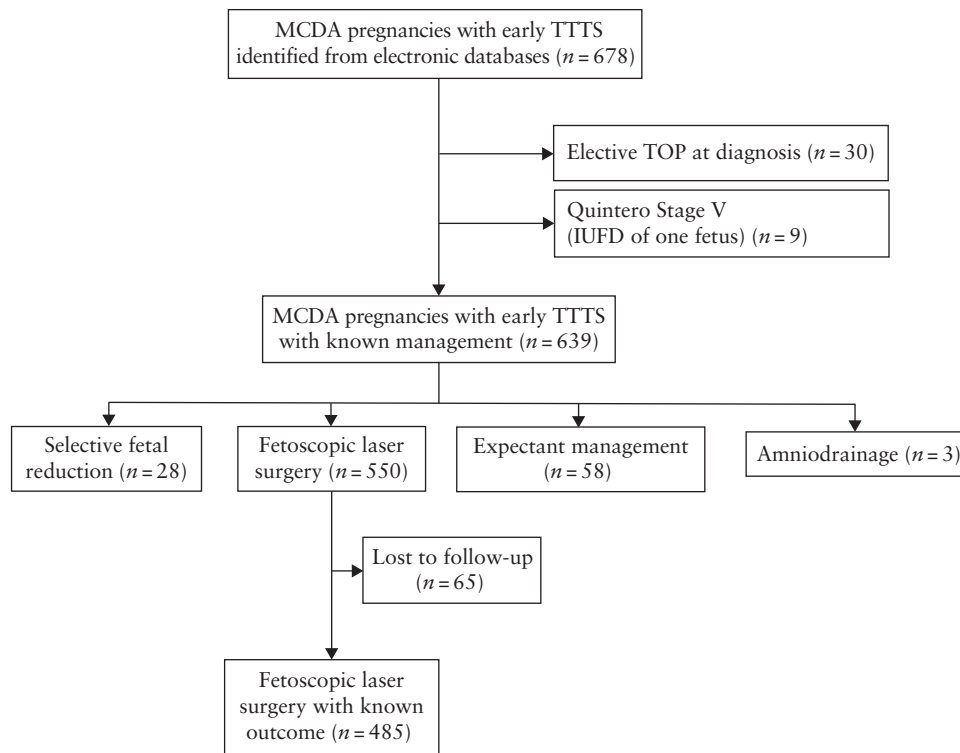 MCDA pregnancies with early TTTS
identified from electronic databases (n = 678)
Elective TOP at diagnosis (n = 30)
Quintero Stage V
(IUFD of one fetus) (n = 9)
MCDA pregnancies with early TTTS
with known management (n = 639)
Selective fetal
reduction (n = 28)
Fetoscopic laser
surgery (n = 550)
Expectant management
(n = 58)
Amniodrainage (n = 3)
Lost to follow-up
(n = 65)
Fetoscopic laser
surgery with known
outcome (n = 485)